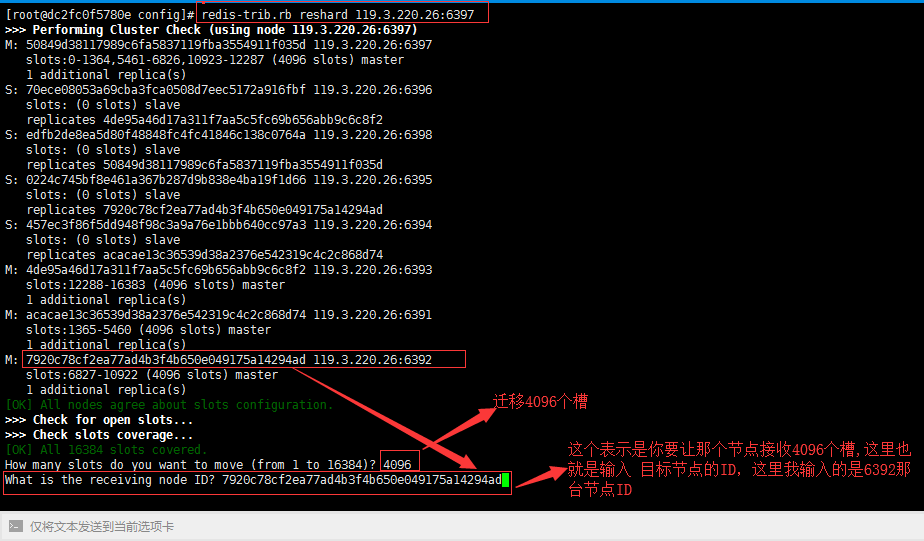 [root@dc2fc0f5780e config]# redis-trib.rb reshard 119.3.220.26:6397
>>> Performing Cluster Check (using node 119.3.220.26:6397)
M: 50849d38117989c6fa5837119fba3554911f035d 119.3.220.26:6397
slots:0-1364,5461-6826,10923-12287 (4096 slots) master
1 additional replica(s)
S: 70ece08053a69cba3fca0508d7eec5172a916fbf 119.3.220.26:6396
slots: (0 slots) slave
replicates 4de95a46d17a311f7aa5c5fc69b656abb9c6c8f2
S: edfb2de8ea5d80f48848fc4fc41846c138c0764a 119.3.220.26:6398
slots: (0 slots) slave
replicates 50849d38117989c6fa5837119fba3554911f035d
S: 0224c745bf8e461a367b287d9b838e4ba19f1d66 119.3.220.26:6395
slots: (0 slots) slave
replicates 7920c78cf2ea77ad4b3f4b650e049175a14294ad
S: 457ec3f86f5dd948f98c3a9a76e1bbb640cc97a3 119.3.220.26:6394
slots: (0 slots) slave
replicates acacae13c36539d38a2376e542319c4c2c868d74
M: 4de95a46d17a311f7aa5c5fc69b656abb9c6c8f2 119.3.220.26:6393
slots:12288-16383 (4096 slots) master
1 additional replica(s)
M: acacae13c36539d38a2376e542319c4c2c868d74 119.3.220.26:6391
slots:1365-5460 (4096 slots) master
1 additional replica(s)
M: 7920c78cf2ea77ad4b3f4b650e049175a14294ad 119.3.220.26:6392
slots:6827-10922 (4096 slots) master
1 additional replica(s)
[OK] All nodes agree about slots configuration.
>>> Check for open slots...
>>> Check slots coverage...
[OK] All 16384 slots covered.
How many slots do you want to move (from 1 to 16384)? 4096
What is the receiving node ID? 7920c78cf2ea77ad4b3f4b650e049175a14294ad
迁移4096个槽
这个表示是你要让那个节点接收4096个槽,这里也
就是输入 目标节点的ID，这里我输入的是6392那
台节点ID
仅将文本发送到当前选项卡